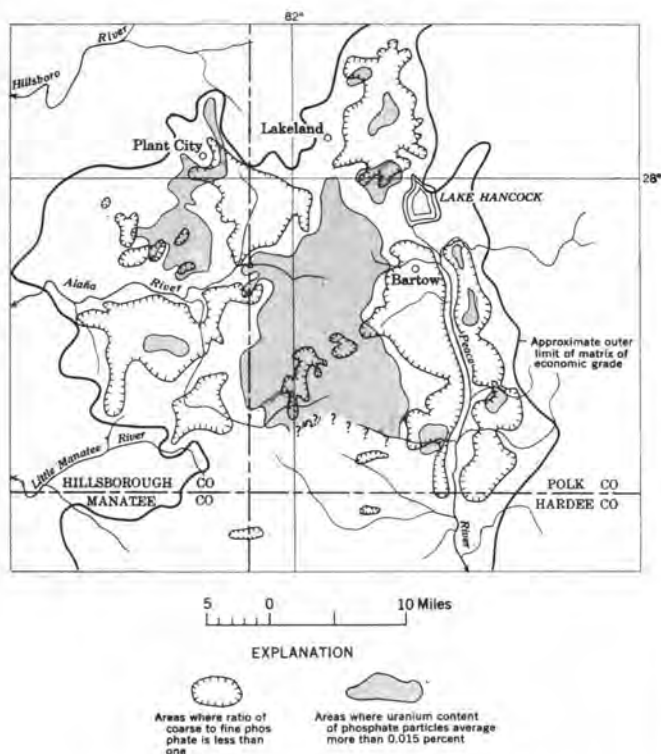 82°
Hillsboro River
Lakeland
Plant City
28°
LAKE HANCOCK
Alafia River
Bartow
Peace
Approximate outer
limit of matrix of
economic grade
? ? ? ? ? ? ?
Little Manatee River
HILLSBOROUGH CO
POLK CO
MANATEE CO
HARDEE CO
River
5 0 10 Miles
EXPLANATION
Areas where ratio of
coarse to fine phos
phate is less than
one
Areas where uranium content
of phosphate particles average
more than 0.015 percent